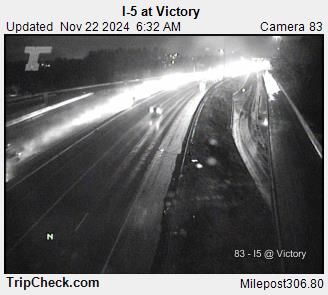 I-5 at Victory
Updated Nov 22 2024 6:32 AM Camera 83
N
83 - I5 @ Victory
TripCheck.com Milepost306.80